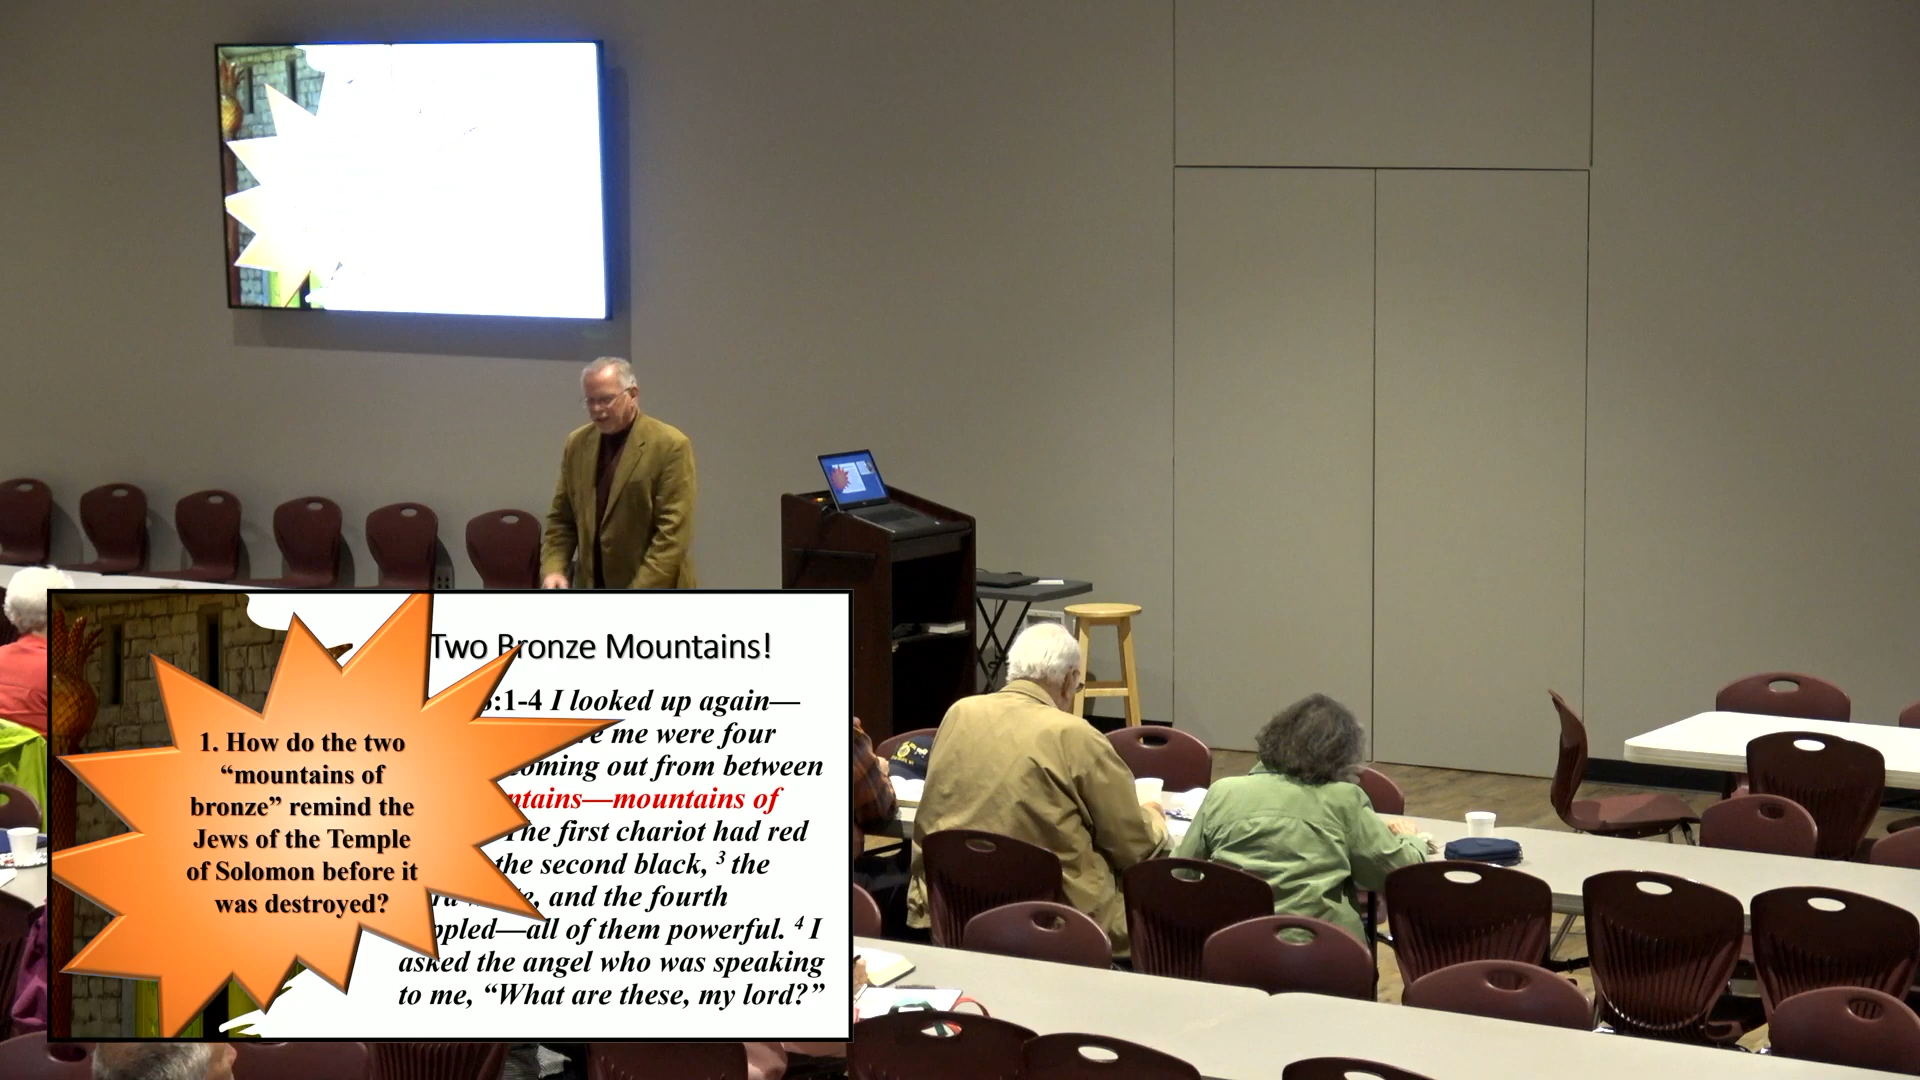 Two Bronze Mountains!
:1-4 I looked up again—
me were four
coming out from between
mountains—mountains of
The first chariot had red
the second black, 3 the
and the fourth
—all of them powerful. 4 I
asked the angel who was speaking
to me, “What are these, my lord?”
1. How do the two
“mountains of
bronze” remind the
Jews of the Temple
of Solomon before it
was destroyed?